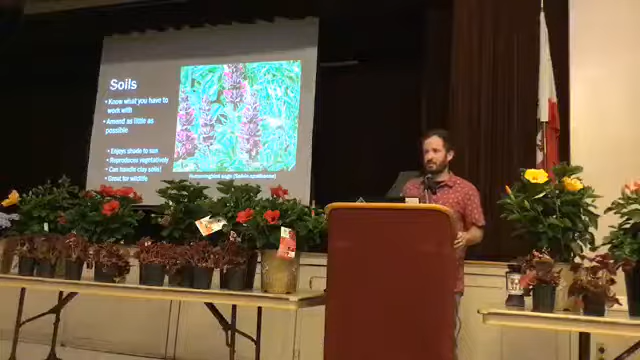 Soils
• Know what you have to
work with
• Amend as little as
possible
• Enjoys shade to sun
• Reproduces vegitatively
• Can handle clay soils!
• Great for wildlife
Hummingbird sage (Salvia spathacea)